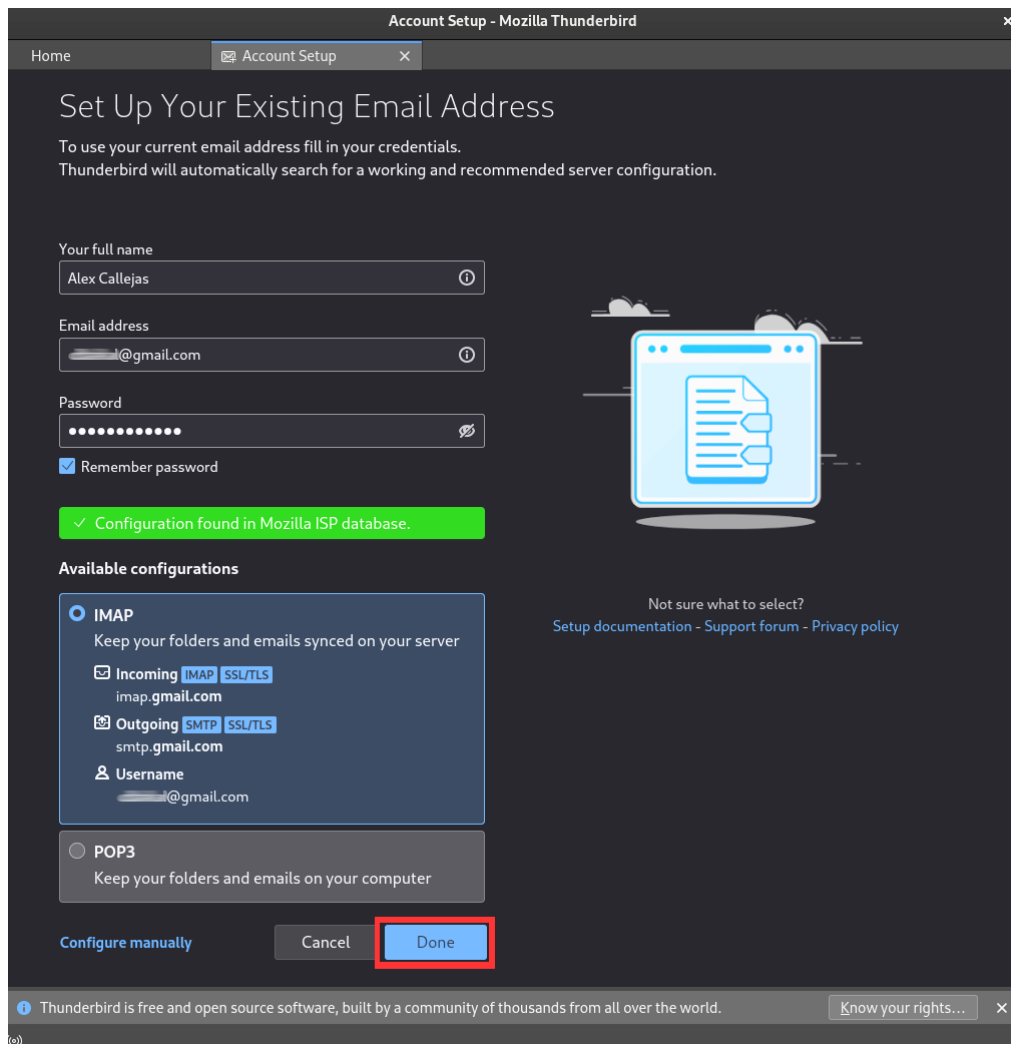 Account Setup - Mozilla Thunderbird
Home
Account Setup
Set Up Your Existing Email Address
To use your current email address fill in your credentials.
Thunderbird will automatically search for a working and recommended server configuration.
Your full name
Alex Callejas
Email address
@gmail.com
Password
Remember password
Configuration found in Mozilla ISP database.
Available configurations
IMAP
Keep your folders and emails synced on your server
Incoming IMAP SSL/TLS
imap.gmail.com
Outgoing SMTP SSL/TLS
smtp.gmail.com
Username
@gmail.com
POP3
Keep your folders and emails on your computer
Not sure what to select?
Setup documentation - Support forum - Privacy policy
Configure manually
Cancel
Done
Thunderbird is free and open source software, built by a community of thousands from all over the world.
Know your rights...